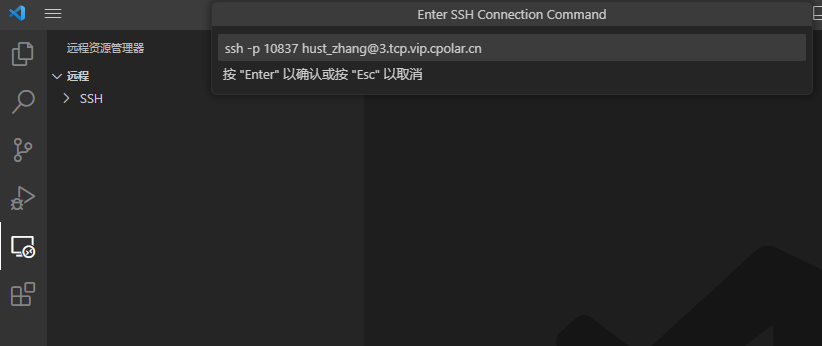 Enter SSH Connection Command
ssh -p 10837 hust_zhang@3.tcp.vip.cpolar.cn
按 "Enter" 以确认或按 "Esc" 以取消
远程资源管理器
远程
SSH